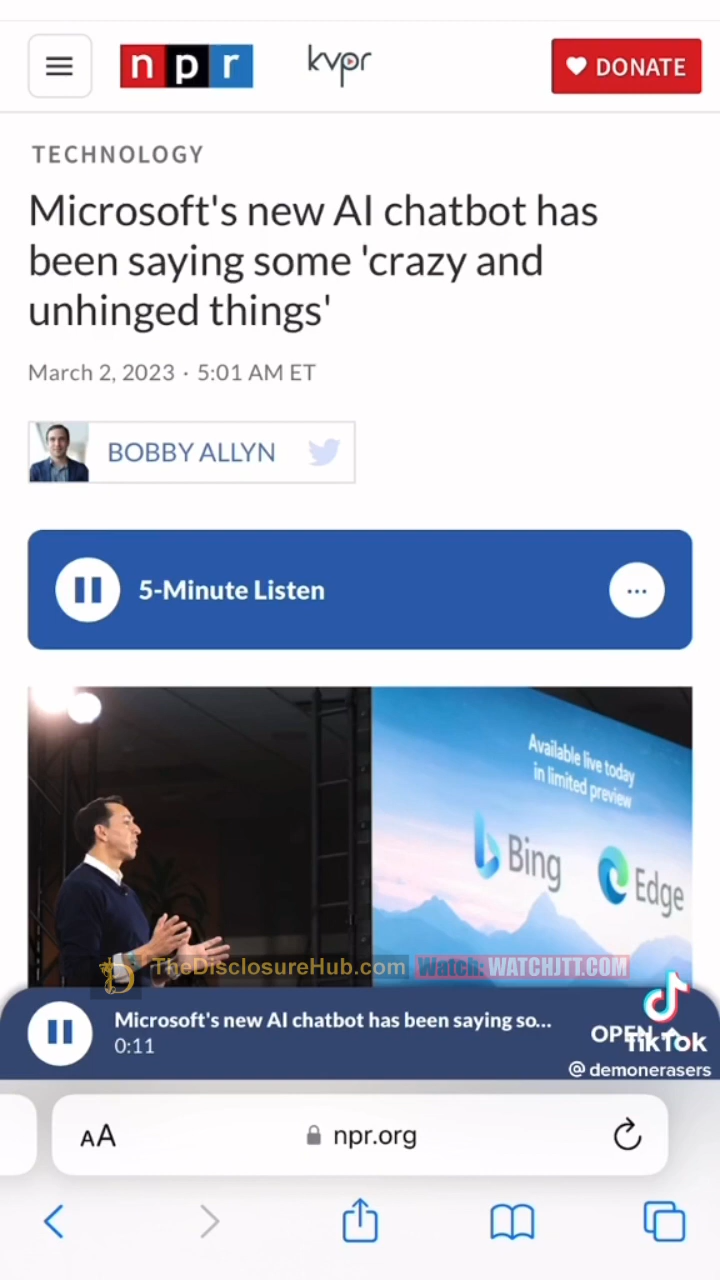 npr
kvpr
DONATE
TECHNOLOGY
Microsoft's new AI chatbot has
been saying some 'crazy and
unhinged things'
March 2, 2023 · 5:01 AM ET
BOBBY ALLYN
5-Minute Listen
Available live today
in limited preview
Bing
Edge
TheDisclosureHub.com Watch: WATCHJTT.COM
Microsoft's new AI chatbot has been saying so...
0:11
OPEN
TikTok
@demonerasers
AA
npr.org